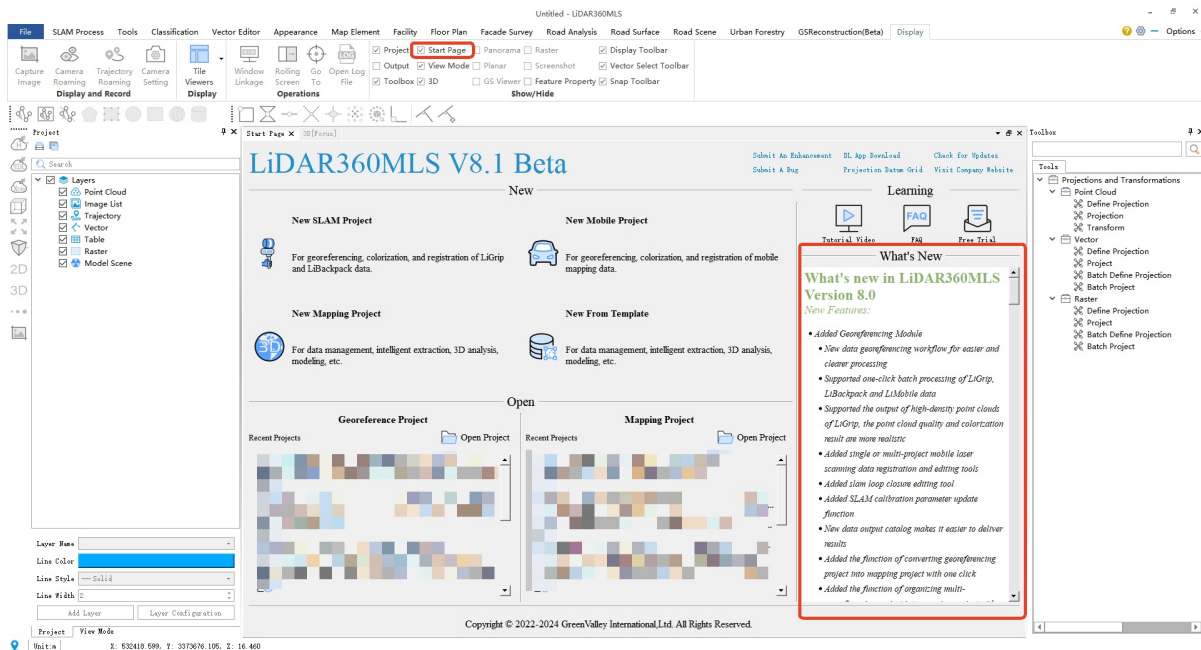 Untitled - LiDAR360MLS
File SLAM Process Tools Classification Vector Editor Appearance Map Element Facility Floor Plan Facade Survey Road Analysis Road Surface Road Scene Urban Forestry GSReconstruction(Beta) Display Options
Capture Image
Camera Roaming
Trajectory Roaming
Camera Setting
Display and Record
Tile Viewers
Display
Window Linkage
Rolling Screen
Go To
Open Log File
Operations
Project Start Page Panorama Raster Display Toolbar
Output View Mode Planar Screenshot Vector Select Toolbar
Toolbox 3D GS Viewer Feature Property Snap Toolbar
Show/Hide
Project
Search
Layers
Point Cloud
Image List
Trajectory
Vector
Table
Raster
Model Scene
2D
3D
Layer Name
Line Color
Line Style Solid
Line Width 2
Add Layer Layer Configuration
Project View Mode
Unit:m X: 532418.599, Y: 3373676.105, Z: 16.460
Start Page 3D[Focus]
LiDAR360MLS V8.1 Beta
Submit An Enhancement DL App Download Check for Updates
Submit A Bug Projection Datum Grid Visit Company Website
New
New SLAM Project
For georeferencing, colorization, and registration of LiGrip
and LiBackpack data.
New Mobile Project
For georeferencing, colorization, and registration of mobile
mapping data.
New Mapping Project
3D
For data management, intelligent extraction, 3D analysis,
modeling, etc.
New From Template
For data management, intelligent extraction, 3D analysis,
modeling, etc.
Open
Georeference Project
Recent Projects Open Project
Mapping Project
Recent Projects Open Project
Learning
FAQ
Tutorial Video FAQ Free Trial
What's New
What's new in LiDAR360MLS
Version 8.0
New Features:
• Added Georeferencing Module
• New data georeferencing workflow for easier and
clearer processing
• Supported one-click batch processing of LiGrip,
LiBackpack and LiMobile data
• Supported the output of high-density point clouds
of LiGrip, the point cloud quality and colorization
result are more realistic
• Added single or multi-project mobile laser
scanning data registration and editing tools
• Added slam loop closure editing tool
• Added SLAM calibration parameter update
function
• New data output catalog makes it easier to deliver
results
• Added the function of converting georeferencing
project into mapping project with one click
• Added the function of organizing multi-
Copyright © 2022-2024 GreenValley International,Ltd. All Rights Reserved.
Toolbox
Tools
Projections and Transformations
Point Cloud
Define Projection
Projection
Transform
Vector
Define Projection
Project
Batch Define Projection
Batch Project
Raster
Define Projection
Project
Batch Define Projection
Batch Project